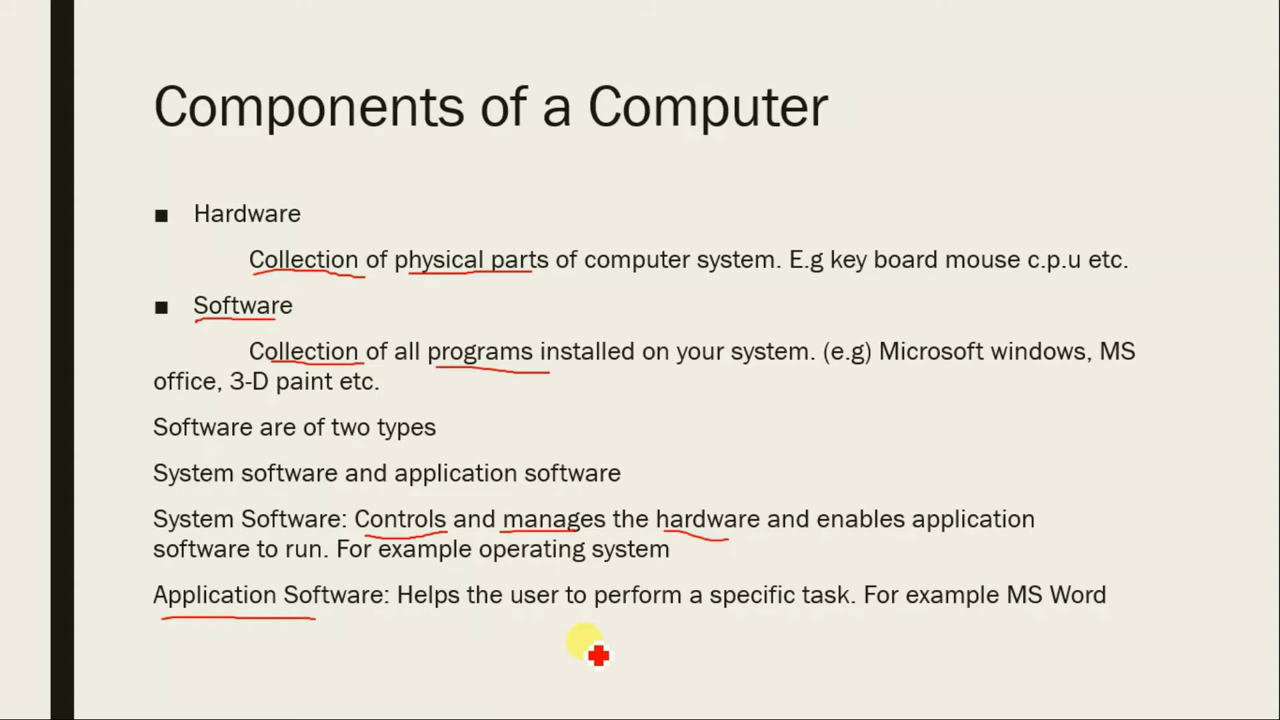 Components of a Computer
■ Hardware
Collection of physical parts of computer system. E.g key board mouse c.p.u etc.
■ Software
Collection of all programs installed on your system. (e.g) Microsoft windows, MS
office, 3-D paint etc.
Software are of two types
System software and application software
System Software: Controls and manages the hardware and enables application
software to run. For example operating system
Application Software: Helps the user to perform a specific task. For example MS Word